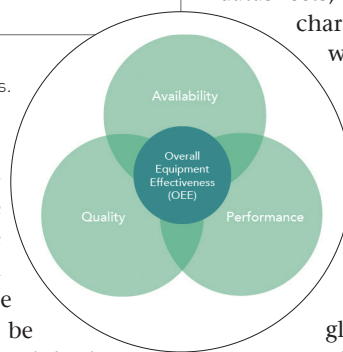 char
w
s.
Availability
Overall
Equipment
Effectiveness
(OEE)
Quality
Performance
e
be
gl